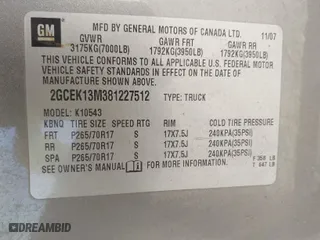 GM
MFD BY GENERAL MOTORS OF CANADA LTD. 11/07
GVWR GAWR FRT GAWR RR
3175KG(7000LB) 1792KG(3950LB) 1792KG(3950LB)
THIS VEHICLE CONFORMS TO ALL APPLICABLE U.S. FEDERAL MOTOR
VEHICLE SAFETY STANDARDS IN EFFECT ON THE DATE OF
MANUFACTURE SHOWN ABOVE.
2GCEK13M381227512 TYPE: TRUCK
MODEL: K10543
TIRE SIZE SPEED RTG RIM COLD TIRE PRESSURE
FRT P265/70R17 S 17X7.5J 240KPA(35PSI)
RR P265/70R17 S 17X7.5J 240KPA(35PSI)
SPA P265/70R17 S 17X7.5J 240KPA(35PSI)
SEE OWNER'S MANUAL FOR MORE INFORMATION.
DREAMBID